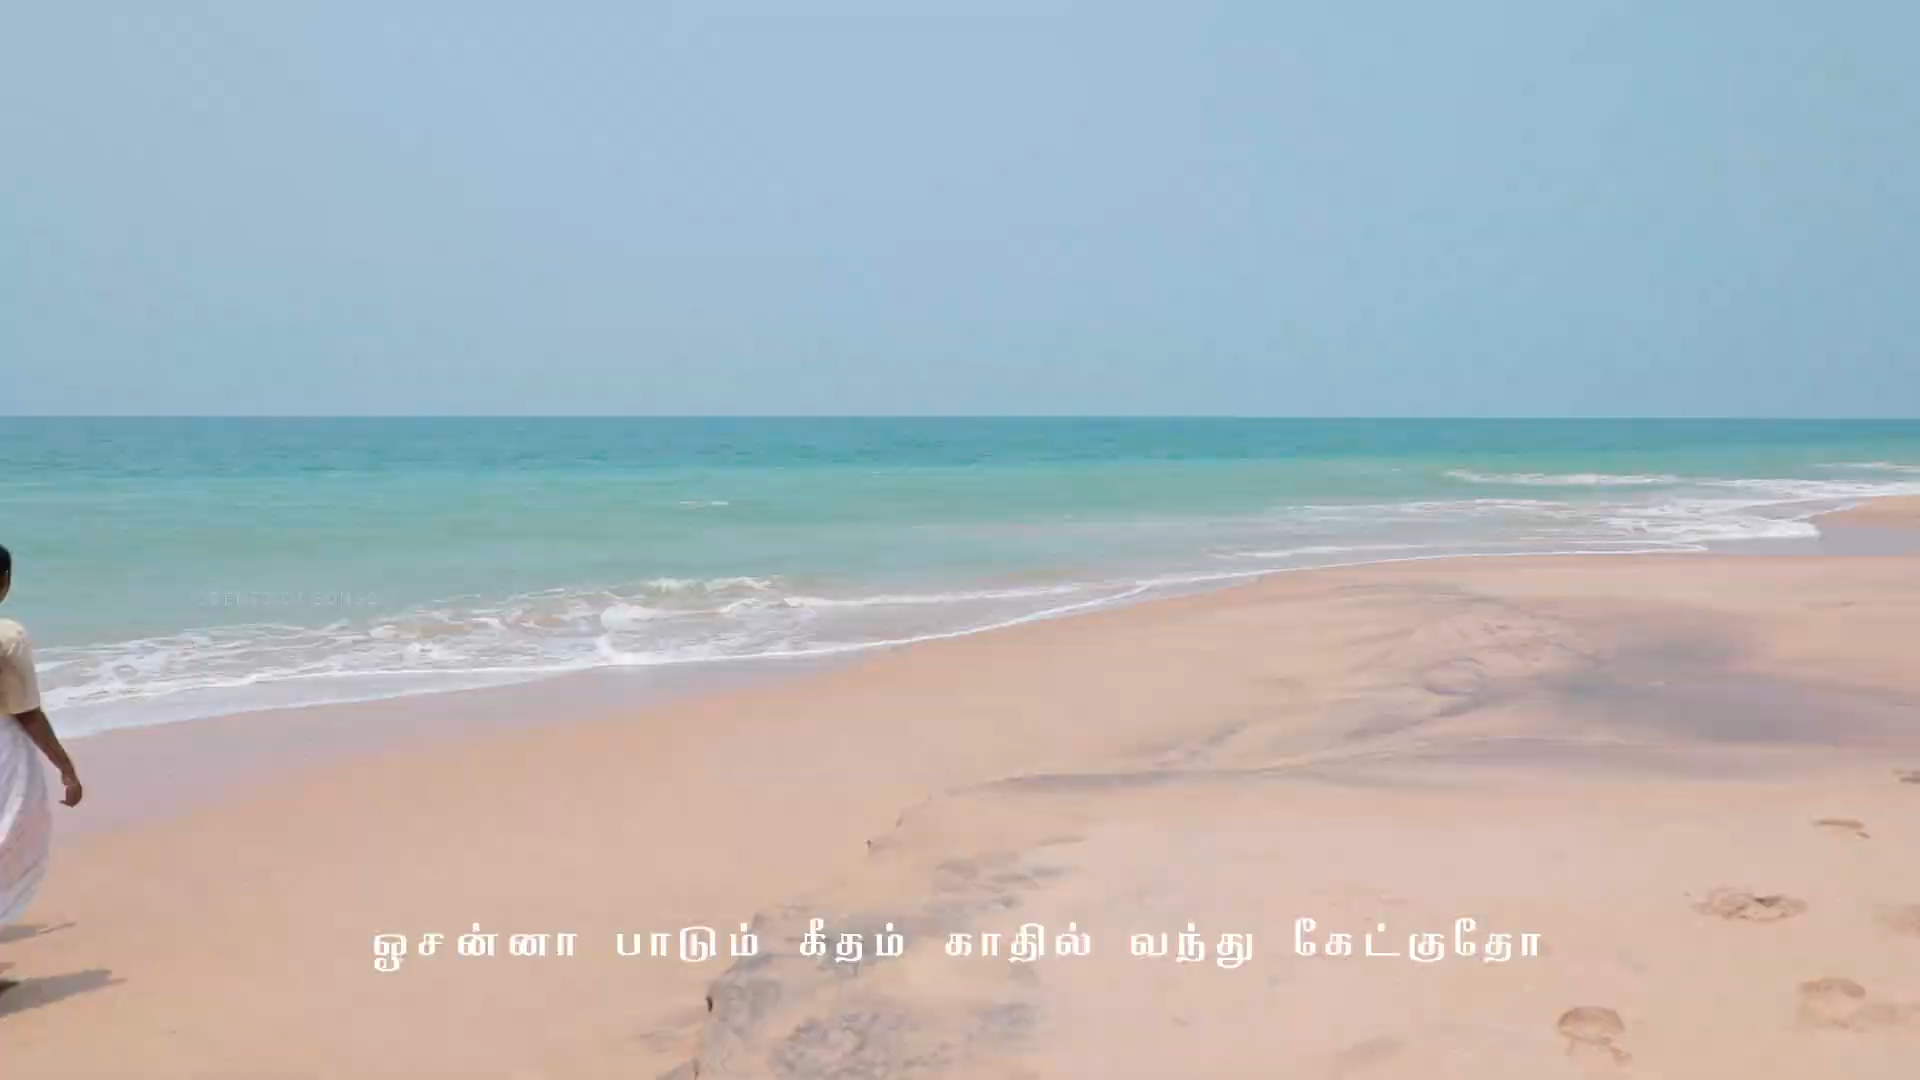 ஓசன்னா பாடும் கீதம் காதில் வந்து கேட்குதோ